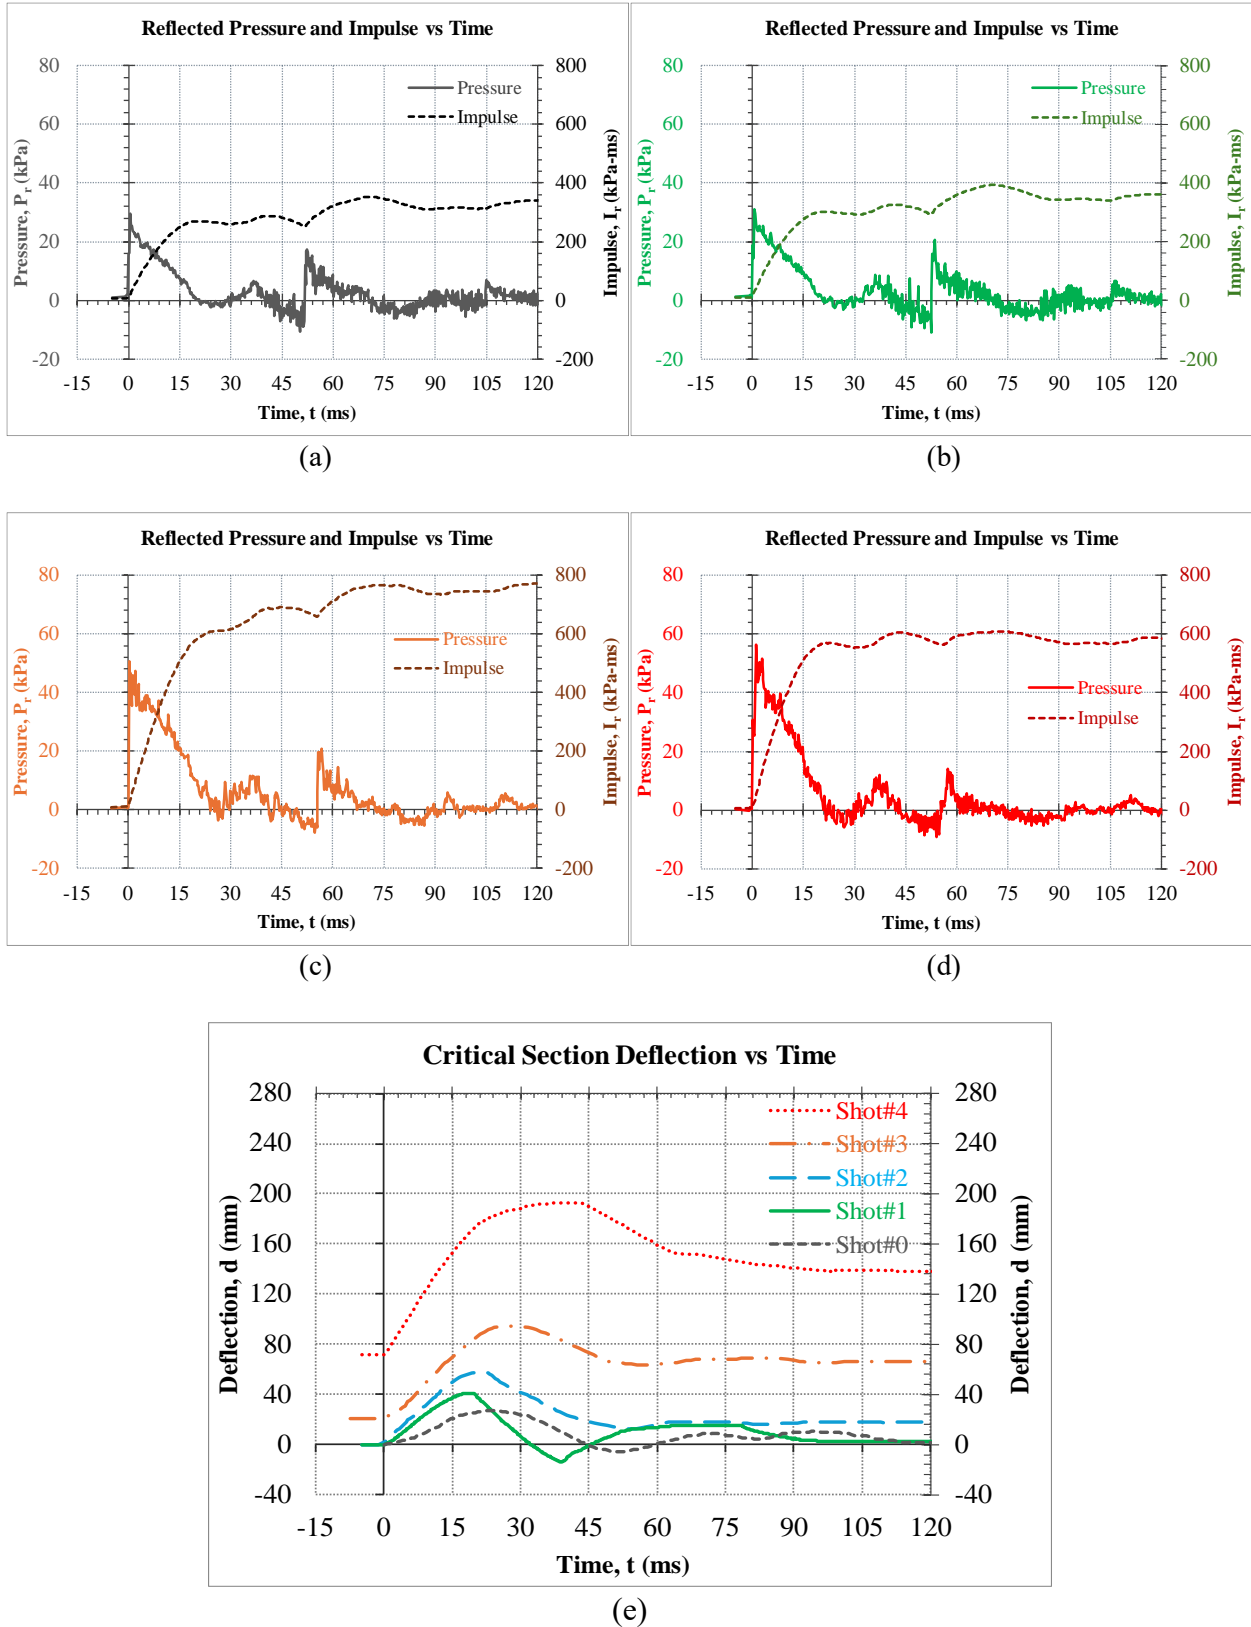 Reflected Pressure and Impulse vs Time
80
60
40
20
0
-20
800
600
400
200
0
-200
Pressure
Impulse
Pressure, P_r (kPa)
Impulse, I_r (kPa-ms)
-15 0 15 30 45 60 75 90 105 120
Time, t (ms)
(a)
Reflected Pressure and Impulse vs Time
80
60
40
20
0
-20
800
600
400
200
0
-200
Pressure
Impulse
Pressure, P_r (kPa)
Impulse, I_r (kPa-ms)
-15 0 15 30 45 60 75 90 105 120
Time, t (ms)
(b)
Reflected Pressure and Impulse vs Time
80
60
40
20
0
-20
800
600
400
200
0
-200
Pressure
Impulse
Pressure, P_r (kPa)
Impulse, I_r (kPa-ms)
-15 0 15 30 45 60 75 90 105 120
Time, t (ms)
(c)
Reflected Pressure and Impulse vs Time
80
60
40
20
0
-20
800
600
400
200
0
-200
Pressure
Impulse
Pressure, P_r (kPa)
Impulse, I_r (kPa-ms)
-15 0 15 30 45 60 75 90 105 120
Time, t (ms)
(d)
Critical Section Deflection vs Time
280
240
200
160
120
80
40
0
-40
280
240
200
160
120
80
40
0
-40
Shot#4
Shot#3
Shot#2
Shot#1
Shot#0
Deflection, d (mm)
Deflection, d (mm)
-15 0 15 30 45 60 75 90 105 120
Time, t (ms)
(e)